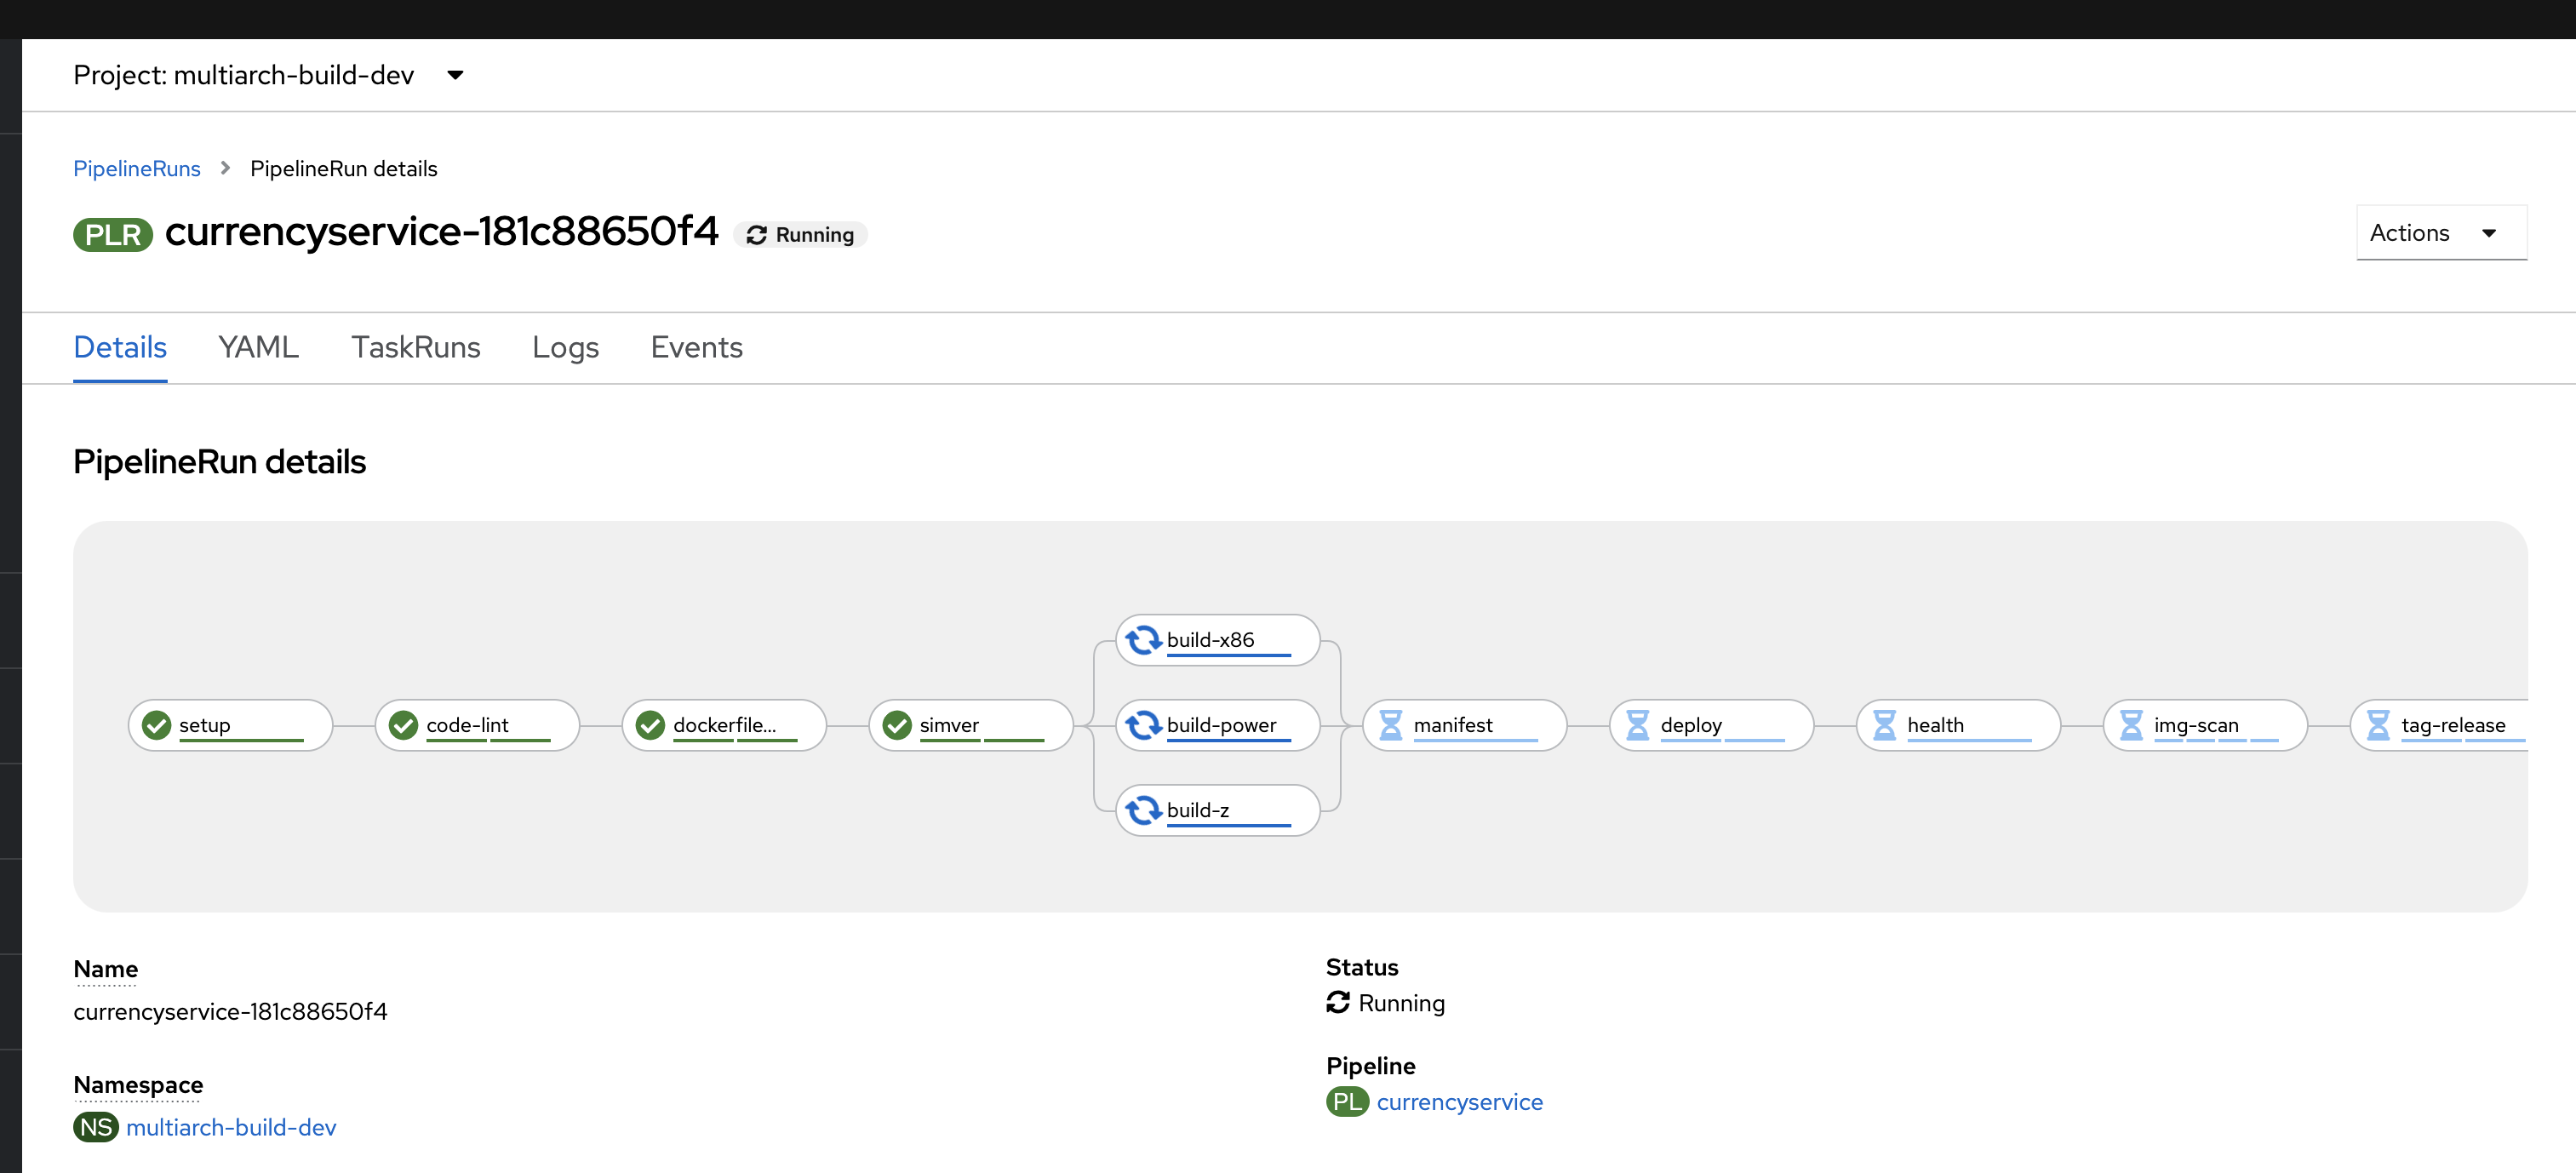 Project: multiarch-build-dev
PipelineRuns > PipelineRun details
PLR currencyservice-181c88650f4 Running
Actions
Details YAML TaskRuns Logs Events
PipelineRun details
build-x86
setup code-lint dockerfile... simver build-power manifest deploy health img-scan tag-release
build-z
Name
currencyservice-181c88650f4
Namespace
NS multiarch-build-dev
Status
Running
Pipeline
PL currencyservice